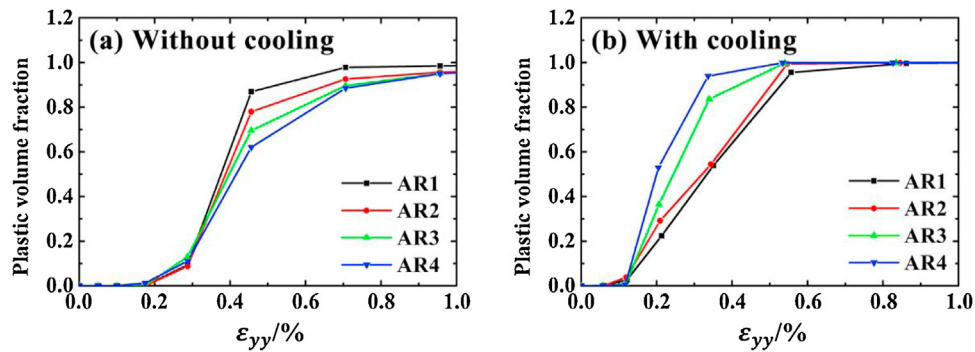 (a) Without cooling
Plastic volume fraction
1.2
1.0
0.8
0.6
0.4
0.2
0.0
AR1
AR2
AR3
AR4
0.0 0.2 0.4 0.6 0.8 1.0
ε_yy/%
(b) With cooling
Plastic volume fraction
1.2
1.0
0.8
0.6
0.4
0.2
0.0
AR1
AR2
AR3
AR4
0.0 0.2 0.4 0.6 0.8 1.0
ε_yy/%